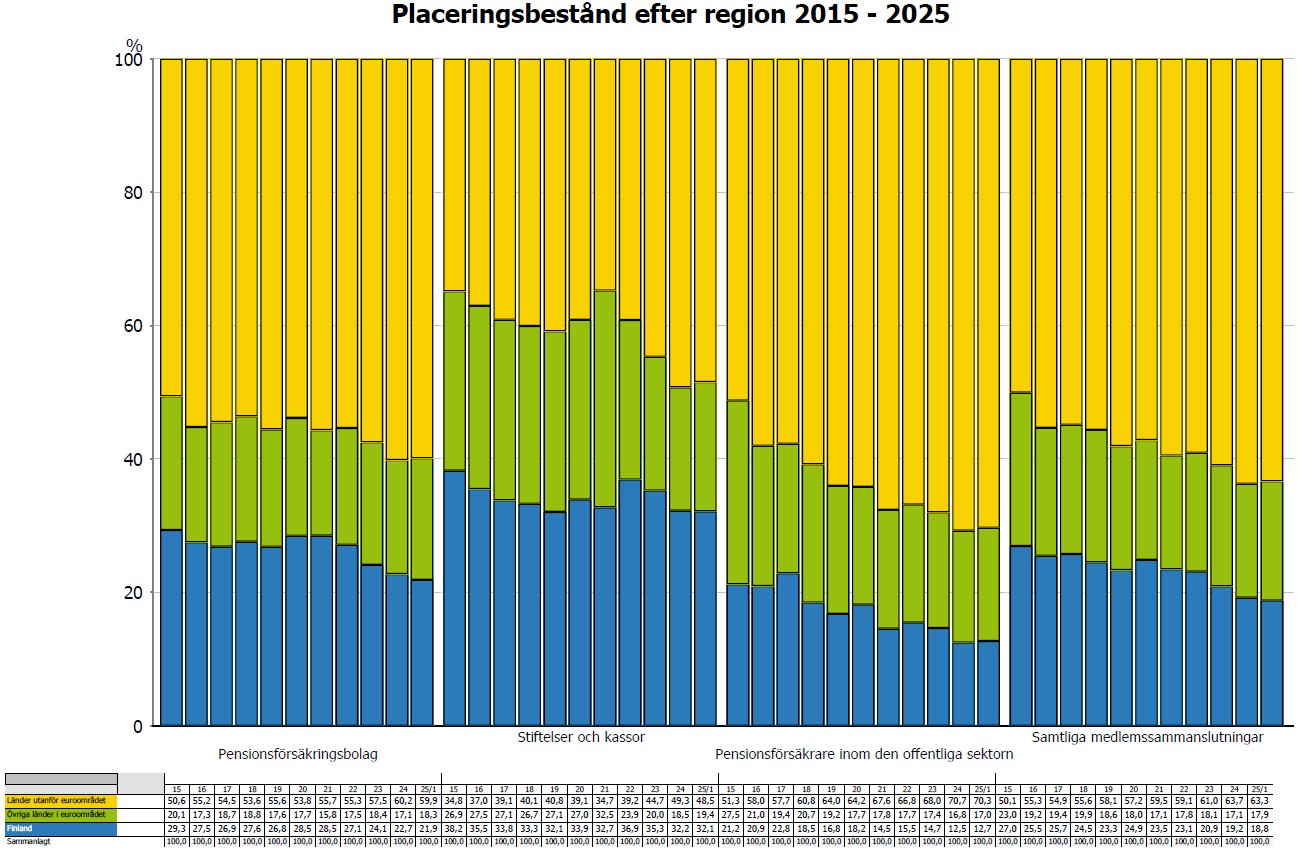 Placeringsbestånd efter region 2015 - 2025
%
100
80
60
40
20
0
Stiftelser och kassor
Samtliga medlemssammanslutningar
Pensionsförsäkringsbolag
Pensionsförsäkrare inom den offentliga sektorn
15 16 17 18 19 20 21 22 23 24 25/1 15 16 17 18 19 20 21 22 23 24 25/1 15 16 17 18 19 20 21 22 23 24 25/1 15 16 17 18 19 20 21 22 23 24 25/1
Länder utanför euroområdet 50,6 55,2 54,5 53,6 55,6 53,8 55,7 55,3 57,5 60,2 59,9 34,8 37,0 39,1 40,1 40,8 39,1 34,7 39,2 44,7 49,3 48,5 51,3 58,0 57,7 60,8 64,0 64,2 67,6 66,8 68,0 70,7 70,3 50,1 55,3 54,9 55,6 58,1 57,2 59,5 59,1 61,0 63,7 63,3
Övriga länder i euroområdet 20,1 17,3 18,7 18,8 17,6 17,7 15,8 17,5 18,4 17,1 18,3 26,9 27,5 27,1 26,7 27,1 27,0 32,5 23,9 20,0 18,5 19,4 27,5 21,0 19,4 20,7 19,2 17,7 17,8 17,7 17,4 16,8 17,0 23,0 19,2 19,4 19,9 18,6 18,0 17,1 17,8 18,1 17,1 17,9
Finland 29,3 27,5 26,9 27,6 26,8 28,5 28,5 27,1 24,1 22,7 21,9 38,2 35,5 33,8 33,3 32,1 33,9 32,7 36,9 35,3 32,2 32,1 21,2 20,9 22,8 18,5 16,8 18,2 14,5 15,5 14,7 12,5 12,7 27,0 25,5 25,7 24,5 23,3 24,9 23,5 23,1 20,9 19,2 18,8
Sammanlagt 100,0 100,0 100,0 100,0 100,0 100,0 100,0 100,0 100,0 100,0 100,0 100,0 100,0 100,0 100,0 100,0 100,0 100,0 100,0 100,0 100,0 100,0 100,0 100,0 100,0 100,0 100,0 100,0 100,0 100,0 100,0 100,0 100,0 100,0 100,0 100,0 100,0 100,0 100,0 100,0 100,0 100,0 100,0 100,0